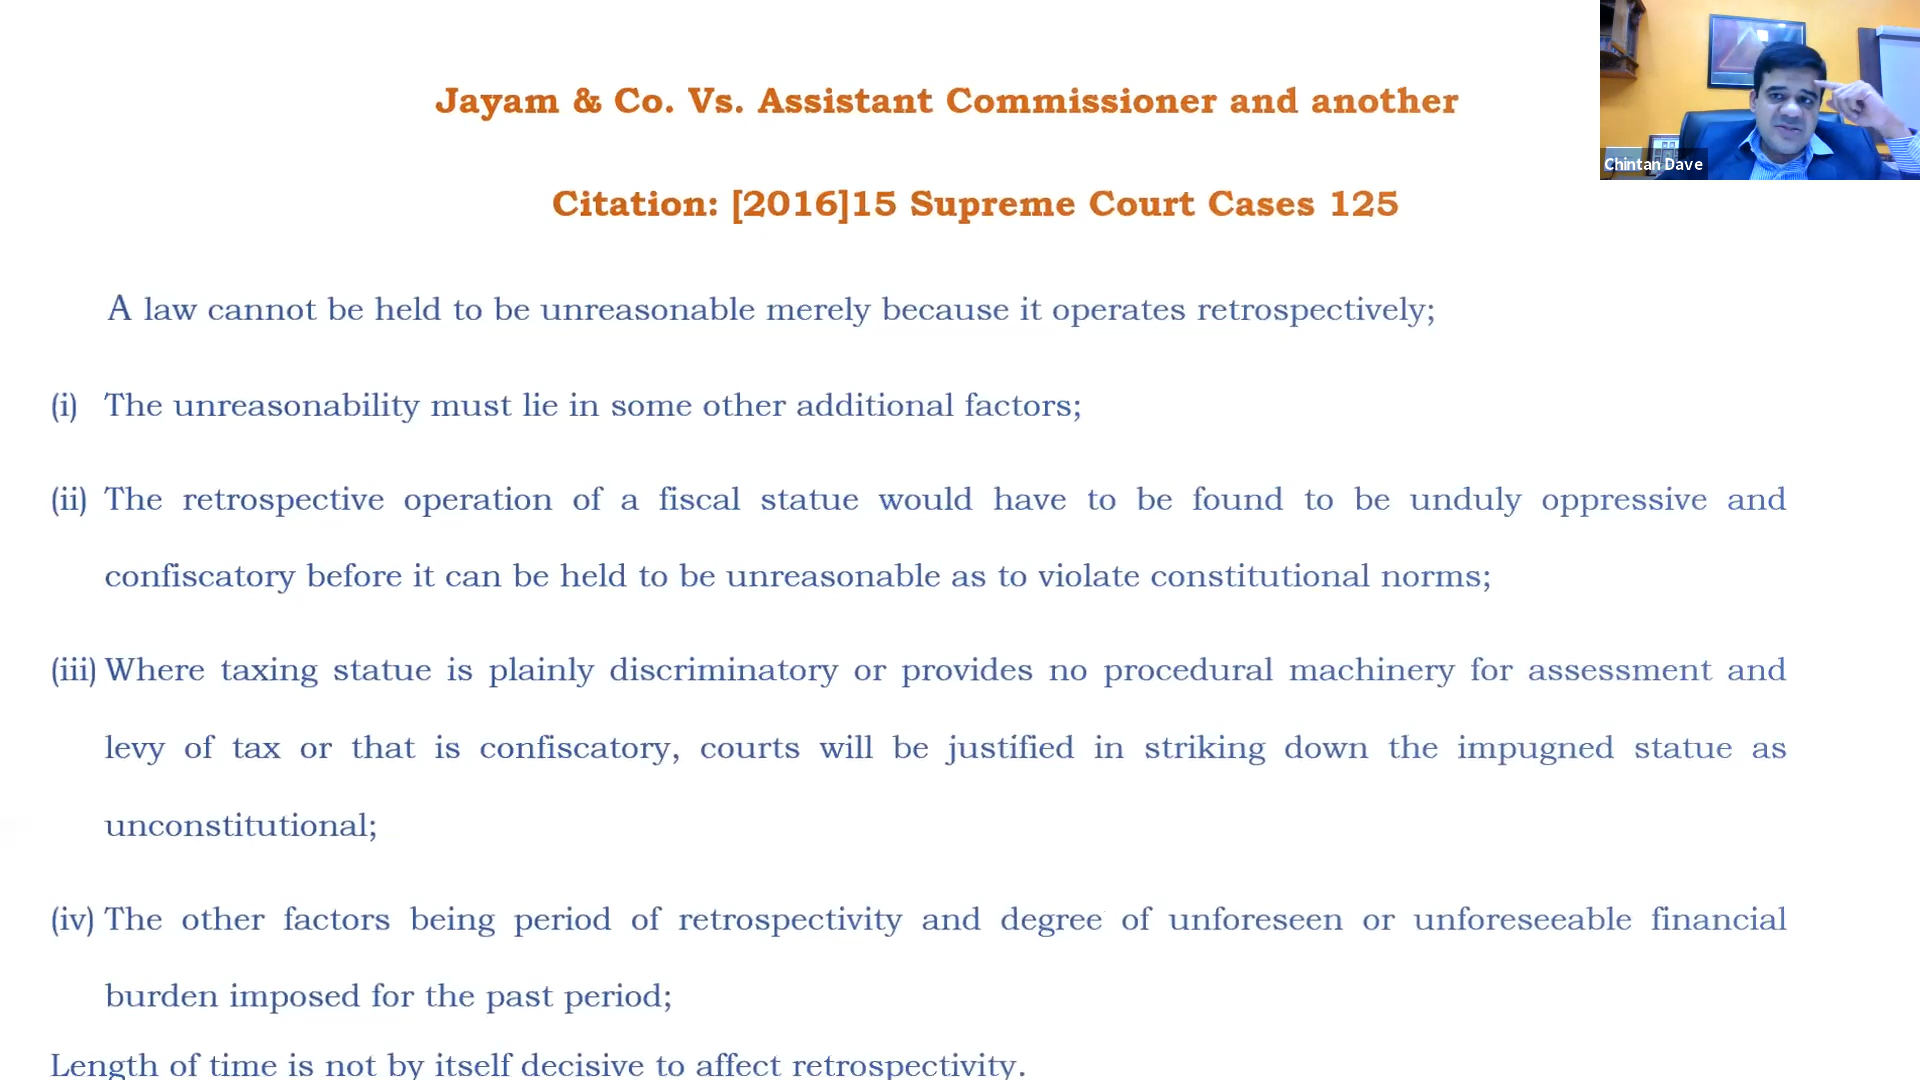 Jayam & Co. Vs. Assistant Commissioner and another
Citation: [2016]15 Supreme Court Cases 125
Chintan Dave
A law cannot be held to be unreasonable merely because it operates retrospectively;
(i) The unreasonability must lie in some other additional factors;
(ii) The retrospective operation of a fiscal statue would have to be found to be unduly oppressive and
confiscatory before it can be held to be unreasonable as to violate constitutional norms;
(iii) Where taxing statue is plainly discriminatory or provides no procedural machinery for assessment and
levy of tax or that is confiscatory, courts will be justified in striking down the impugned statue as
unconstitutional;
(iv) The other factors being period of retrospectivity and degree of unforeseen or unforeseeable financial
burden imposed for the past period;
Length of time is not by itself decisive to affect retrospectivity.